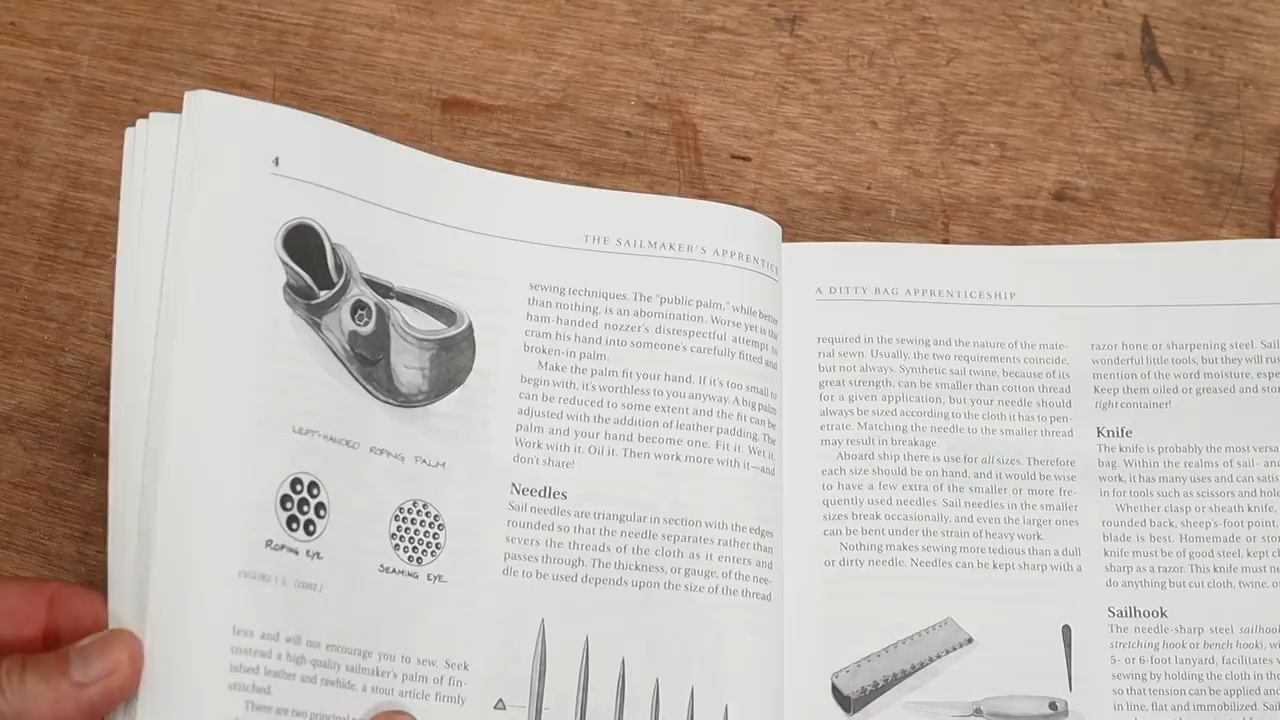 4
THE SAILMAKER'S APPRENTICE
LEFT-HANDED ROPING PALM
ROPING EYE
SEAMING EYE
FIGURE 1-2. (CONT.)
less and will not encourage you to sew. Seek
instead a high-quality sailmaker's palm of fin-
ished leather and rawhide, a stout article firmly
stitched.
There are two principal
sewing techniques. The "public palm," while better
than nothing, is an abomination. Worse yet is the
ham-handed nozzer's disrespectful attempt to
cram his hand into someone's carefully fitted and
broken-in palm.
Make the palm fit your hand. If it's too small to
begin with, it's worthless to you anyway. A big palm
can be reduced to some extent and the fit can be
adjusted with the addition of leather padding. The
palm and your hand become one. Fit it. Wet it.
Work with it. Oil it. Then work more with it—and
don't share!
Needles
Sail needles are triangular in section with the edges
rounded so that the needle separates rather than
severs the threads of the cloth as it enters and
passes through. The thickness, or gauge, of the nee-
dle to be used depends upon the size of the thread
A DITTY BAG APPRENTICESHIP
required in the sewing and the nature of the mate-
rial sewn. Usually, the two requirements coincide,
but not always. Synthetic sail twine, because of its
great strength, can be smaller than cotton thread
for a given application, but your needle should
always be sized according to the cloth it has to pen-
etrate. Matching the needle to the smaller thread
may result in breakage.
Aboard ship there is use for all sizes. Therefore
each size should be on hand, and it would be wise
to have a few extra of the smaller or more fre-
quently used needles. Sail needles in the smaller
sizes break occasionally, and even the larger ones
can be bent under the strain of heavy work.
Nothing makes sewing more tedious than a dull
or dirty needle. Needles can be kept sharp with a
razor hone or sharpening steel. Sail
wonderful little tools, but they will rus
mention of the word moisture, espe
Keep them oiled or greased and sto
right container!
Knife
The knife is probably the most versa
bag. Within the realms of sail- and
work, it has many uses and can satis
in for tools such as scissors and hol
Whether clasp or sheath knife,
rounded back, sheep's-foot point
blade is best. Homemade or sto
knife must be of good steel, kept o
sharp as a razor. This knife must ne
do anything but cut cloth, twine, o
Sailhook
The needle-sharp steel sailhook
stretching hook or bench hook), wi
5- or 6-foot lanyard, facilitates
sewing by holding the cloth in the
so that tension can be applied and
in line, flat and immobilized. Sai